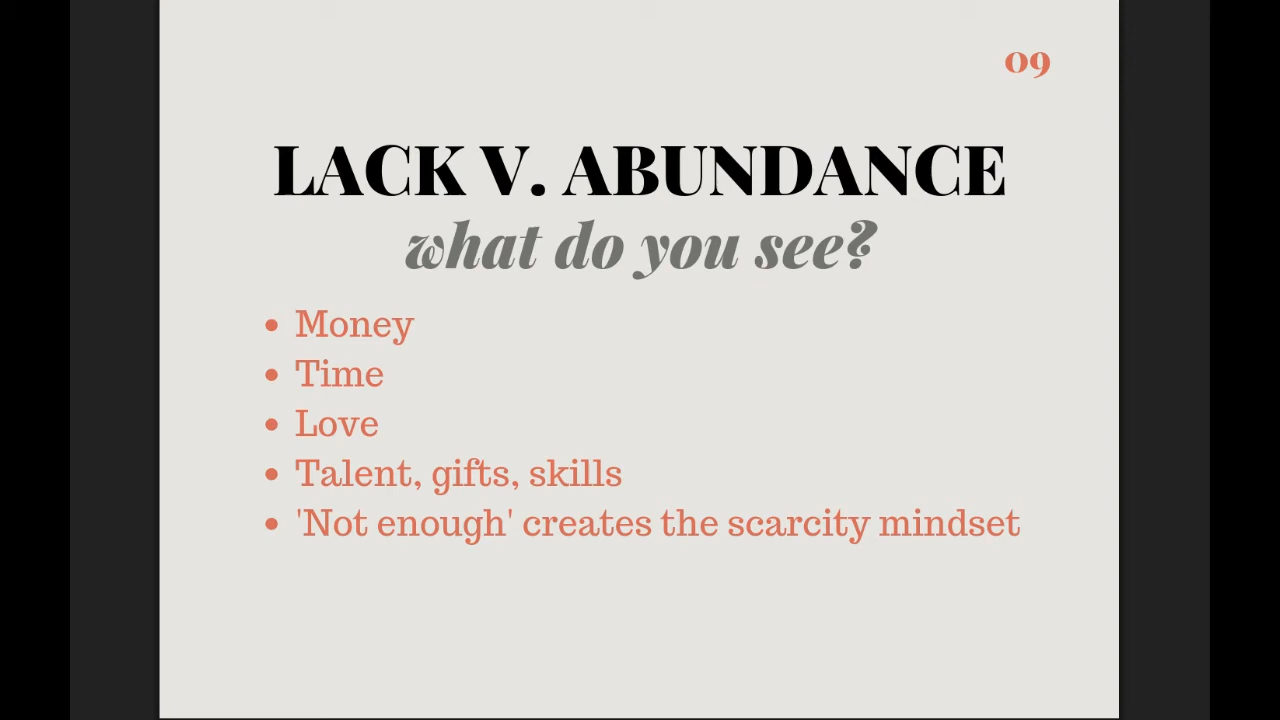 09
LACK V. ABUNDANCE
what do you see?
• Money
• Time
• Love
• Talent, gifts, skills
• 'Not enough' creates the scarcity mindset